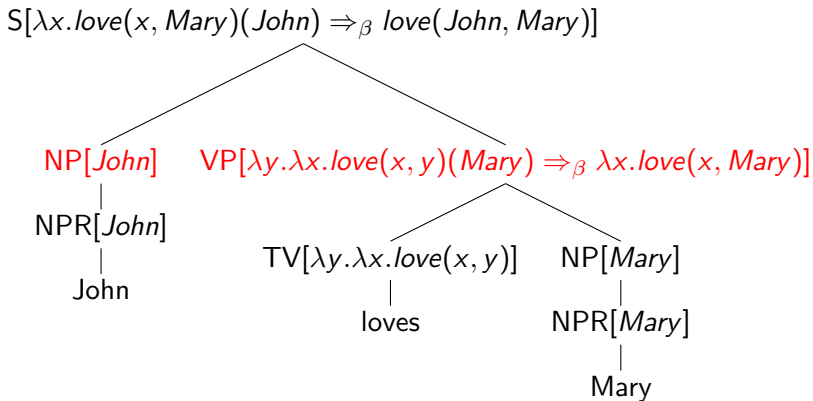 S[λx.love(x, Mary)(John) ⇒β love(John, Mary)]
NP[John] VP[λy.λx.love(x, y)(Mary) ⇒β λx.love(x, Mary)]
NPR[John]
TV[λy.λx.love(x, y)] NP[Mary]
John
loves NPR[Mary]
Mary